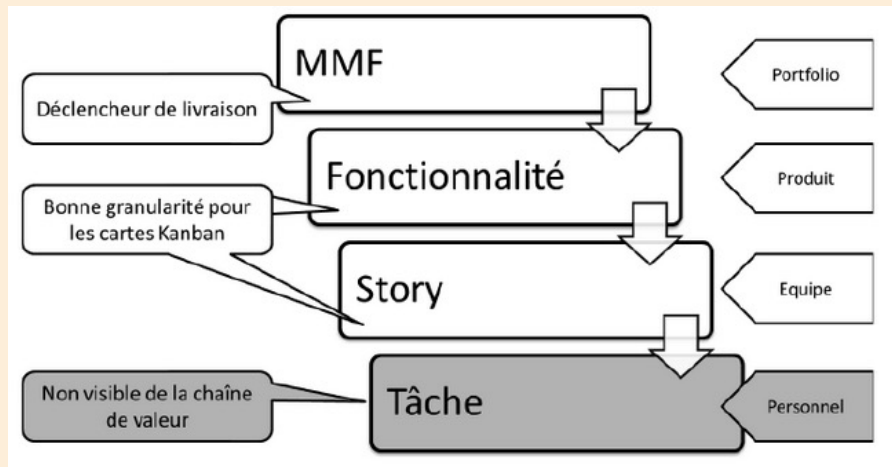 MMF
Portfolio
Déclencheur de livraison
Fonctionnalité
Produit
Bonne granularité pour
les cartes Kanban
Story
Equipe
Non visible de la chaîne
de valeur
Tâche
Personnel